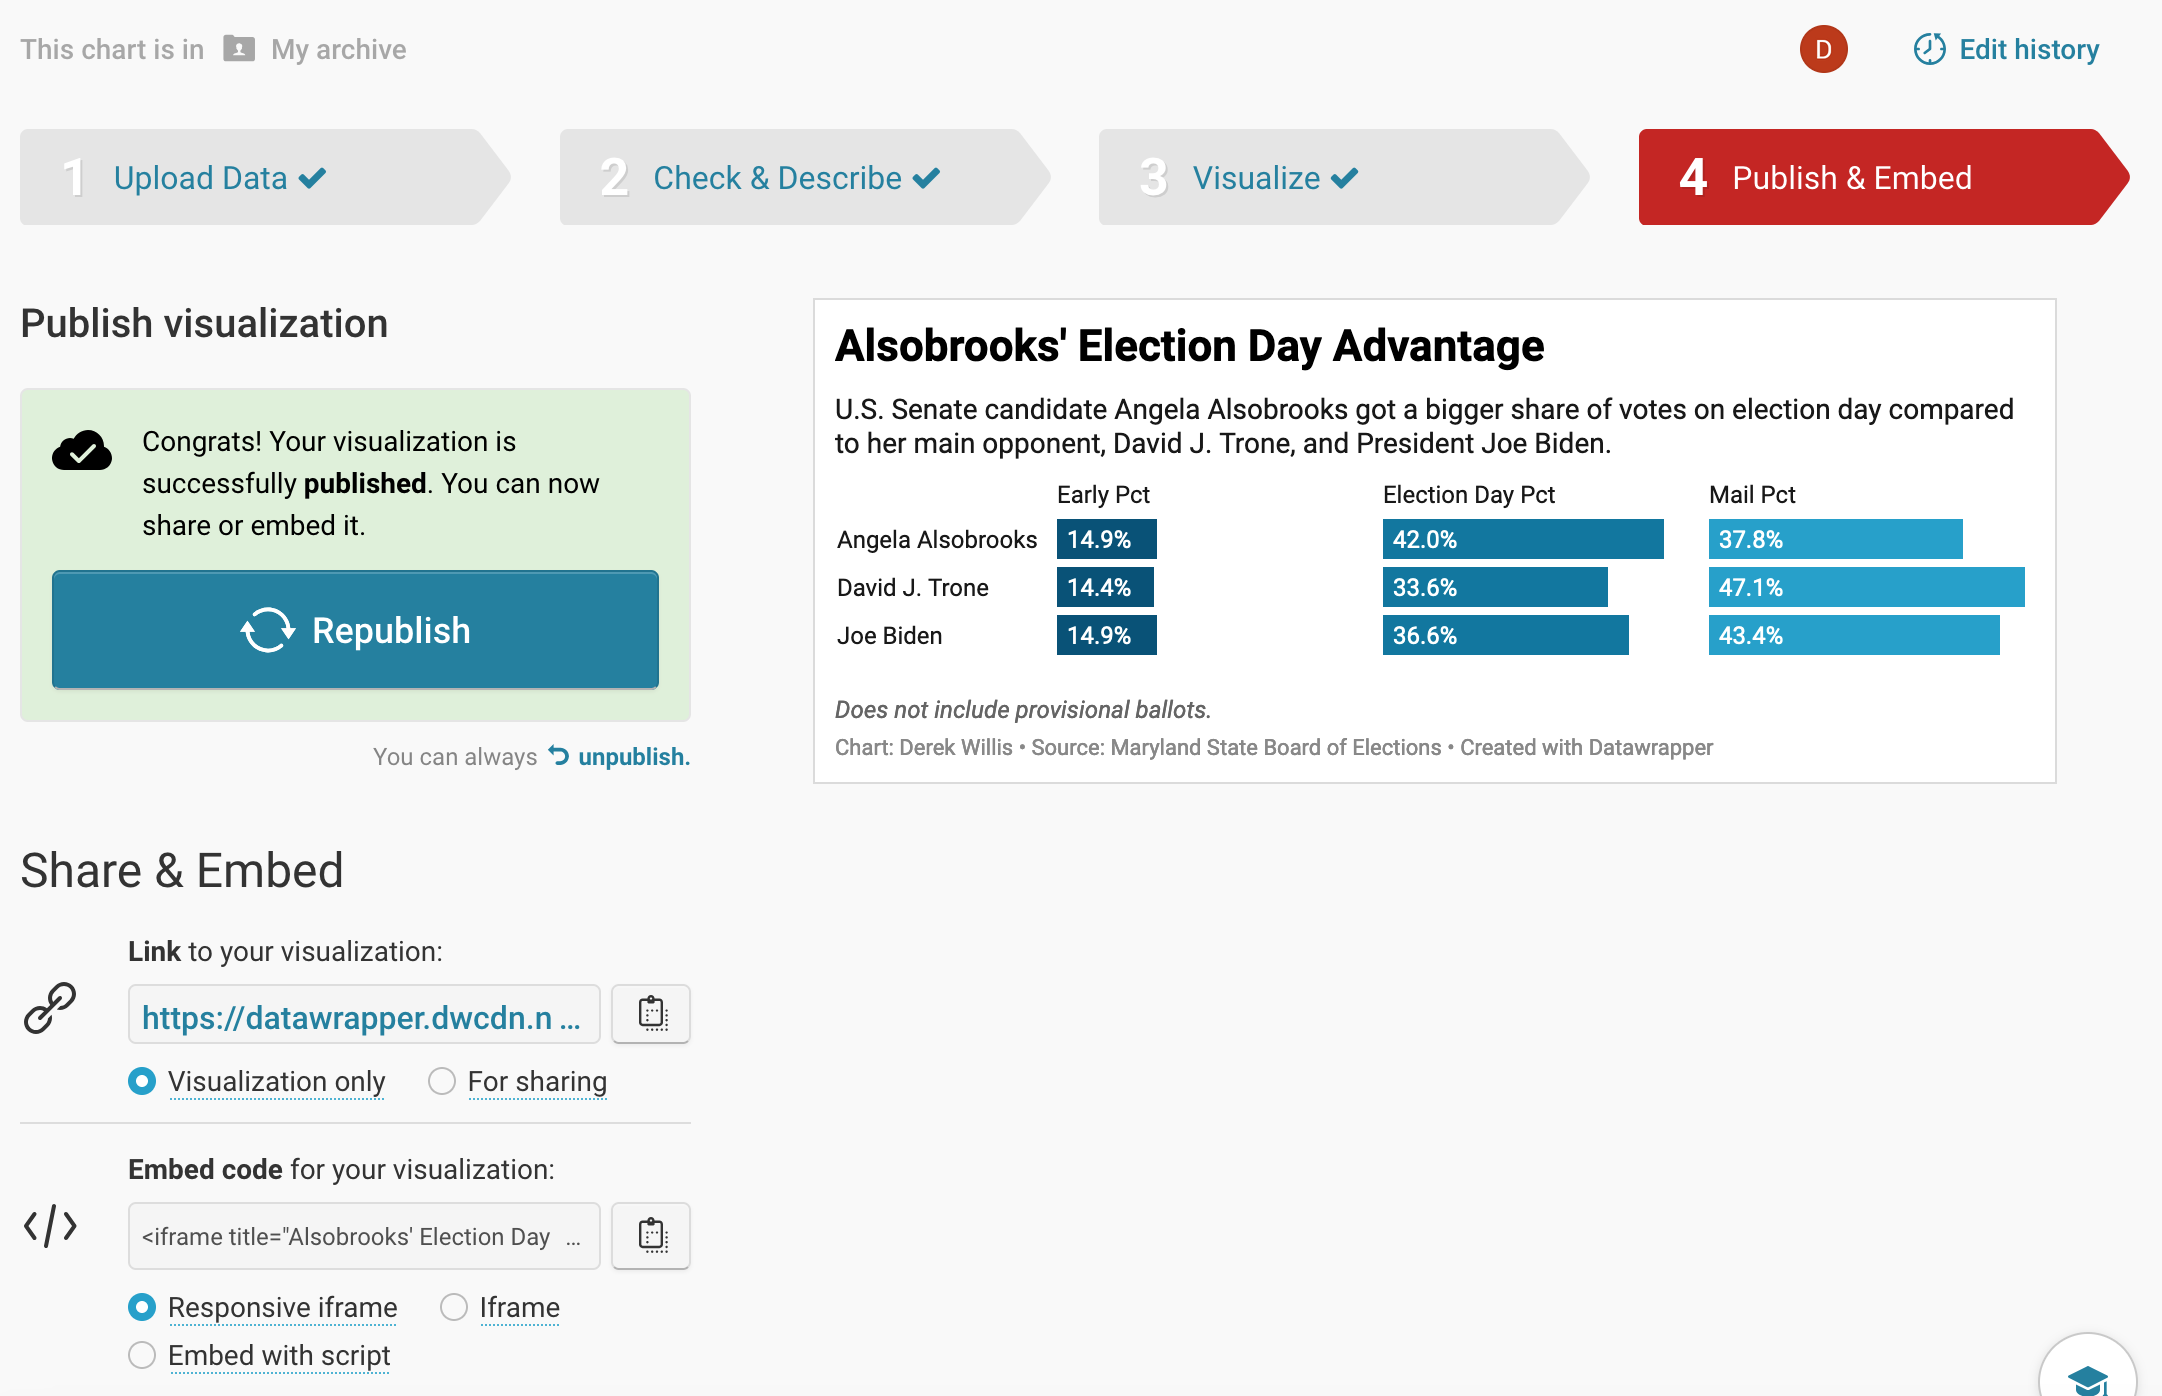 This chart is in My archive
D
Edit history
1 Upload Data
2 Check & Describe
3 Visualize
4 Publish & Embed
Publish visualization
Congrats! Your visualization is
successfully published. You can now
share or embed it.
Republish
You can always unpublish.
Alsobrooks' Election Day Advantage
U.S. Senate candidate Angela Alsobrooks got a bigger share of votes on election day compared
to her main opponent, David J. Trone, and President Joe Biden.
Early Pct Election Day Pct Mail Pct
Angela Alsobrooks 14.9% 42.0% 37.8%
David J. Trone 14.4% 33.6% 47.1%
Joe Biden 14.9% 36.6% 43.4%
Does not include provisional ballots.
Chart: Derek Willis • Source: Maryland State Board of Elections • Created with Datawrapper
Share & Embed
Link to your visualization:
https://datawrapper.dwcdn.n ...
Visualization only For sharing
Embed code for your visualization:
<iframe title="Alsobrooks' Election Day ...
Responsive iframe Iframe
Embed with script